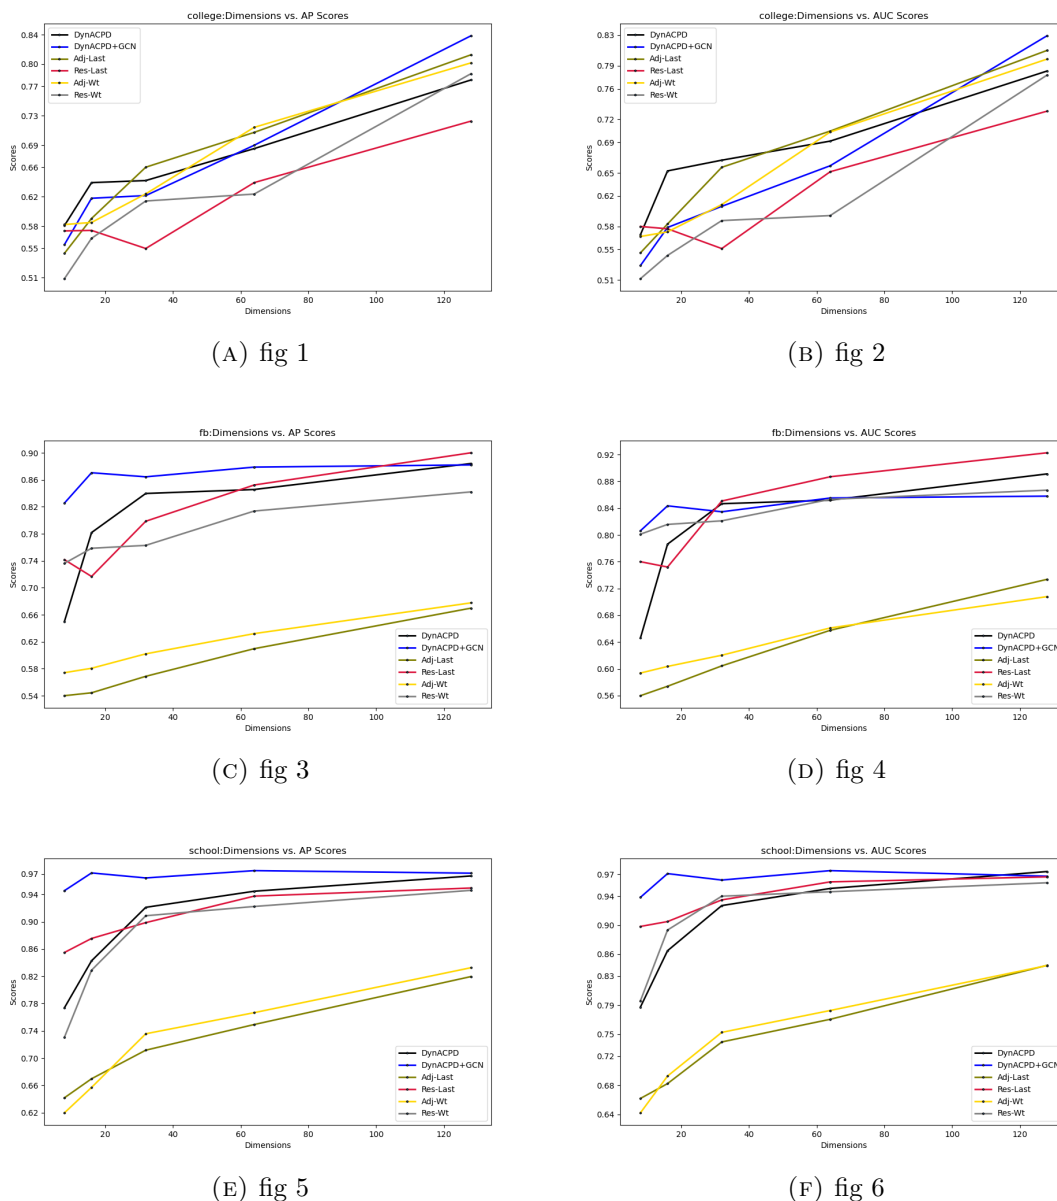 college:Dimensions vs. AP Scores
0.84
0.80
0.77
0.73
0.69
0.66
0.62
0.58
0.55
0.51
Scores
DynACPD
DynACPD+GCN
Adj-Last
Res-Last
Adj-Wt
Res-Wt
20 40 60 80 100 120
Dimensions
(A) fig 1
college:Dimensions vs. AUC Scores
0.83
0.79
0.76
0.72
0.69
0.65
0.62
0.58
0.55
0.51
Scores
DynACPD
DynACPD+GCN
Adj-Last
Res-Last
Adj-Wt
Res-Wt
20 40 60 80 100 120
Dimensions
(B) fig 2
fb:Dimensions vs. AP Scores
0.90
0.86
0.82
0.78
0.74
0.70
0.66
0.62
0.58
0.54
Scores
DynACPD
DynACPD+GCN
Adj-Last
Res-Last
Adj-Wt
Res-Wt
20 40 60 80 100 120
Dimensions
(C) fig 3
fb:Dimensions vs. AUC Scores
0.92
0.88
0.84
0.80
0.76
0.72
0.68
0.64
0.60
0.56
Scores
DynACPD
DynACPD+GCN
Adj-Last
Res-Last
Adj-Wt
Res-Wt
20 40 60 80 100 120
Dimensions
(D) fig 4
school:Dimensions vs. AP Scores
0.97
0.94
0.90
0.86
0.82
0.78
0.74
0.70
0.66
0.62
Scores
DynACPD
DynACPD+GCN
Adj-Last
Res-Last
Adj-Wt
Res-Wt
20 40 60 80 100 120
Dimensions
(E) fig 5
school:Dimensions vs. AUC Scores
0.97
0.94
0.90
0.86
0.83
0.79
0.75
0.72
0.68
0.64
Scores
DynACPD
DynACPD+GCN
Adj-Last
Res-Last
Adj-Wt
Res-Wt
20 40 60 80 100 120
Dimensions
(F) fig 6